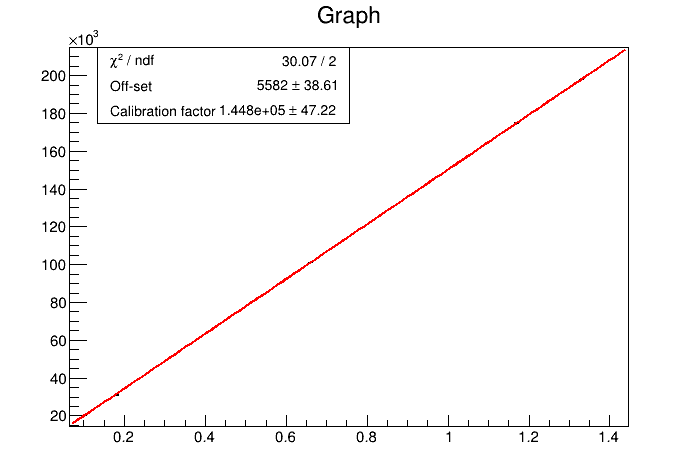 Graph
×10³
χ² / ndf 30.07 / 2
Off-set 5582 ± 38.61
Calibration factor 1.448e+05 ± 47.22
200
180
160
140
120
100
80
60
40
20
0.2 0.4 0.6 0.8 1 1.2 1.4